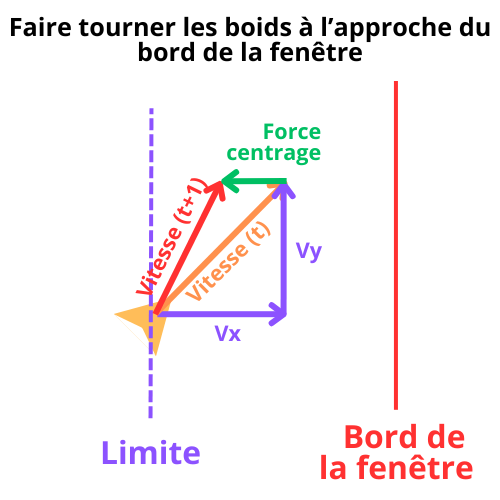 Faire tourner les boids à l’approche du
bord de la fenêtre
Force
centrage
Vitesse (t+1)
Vitesse (t)
Vy
Vx
Limite
Bord de
la fenêtre